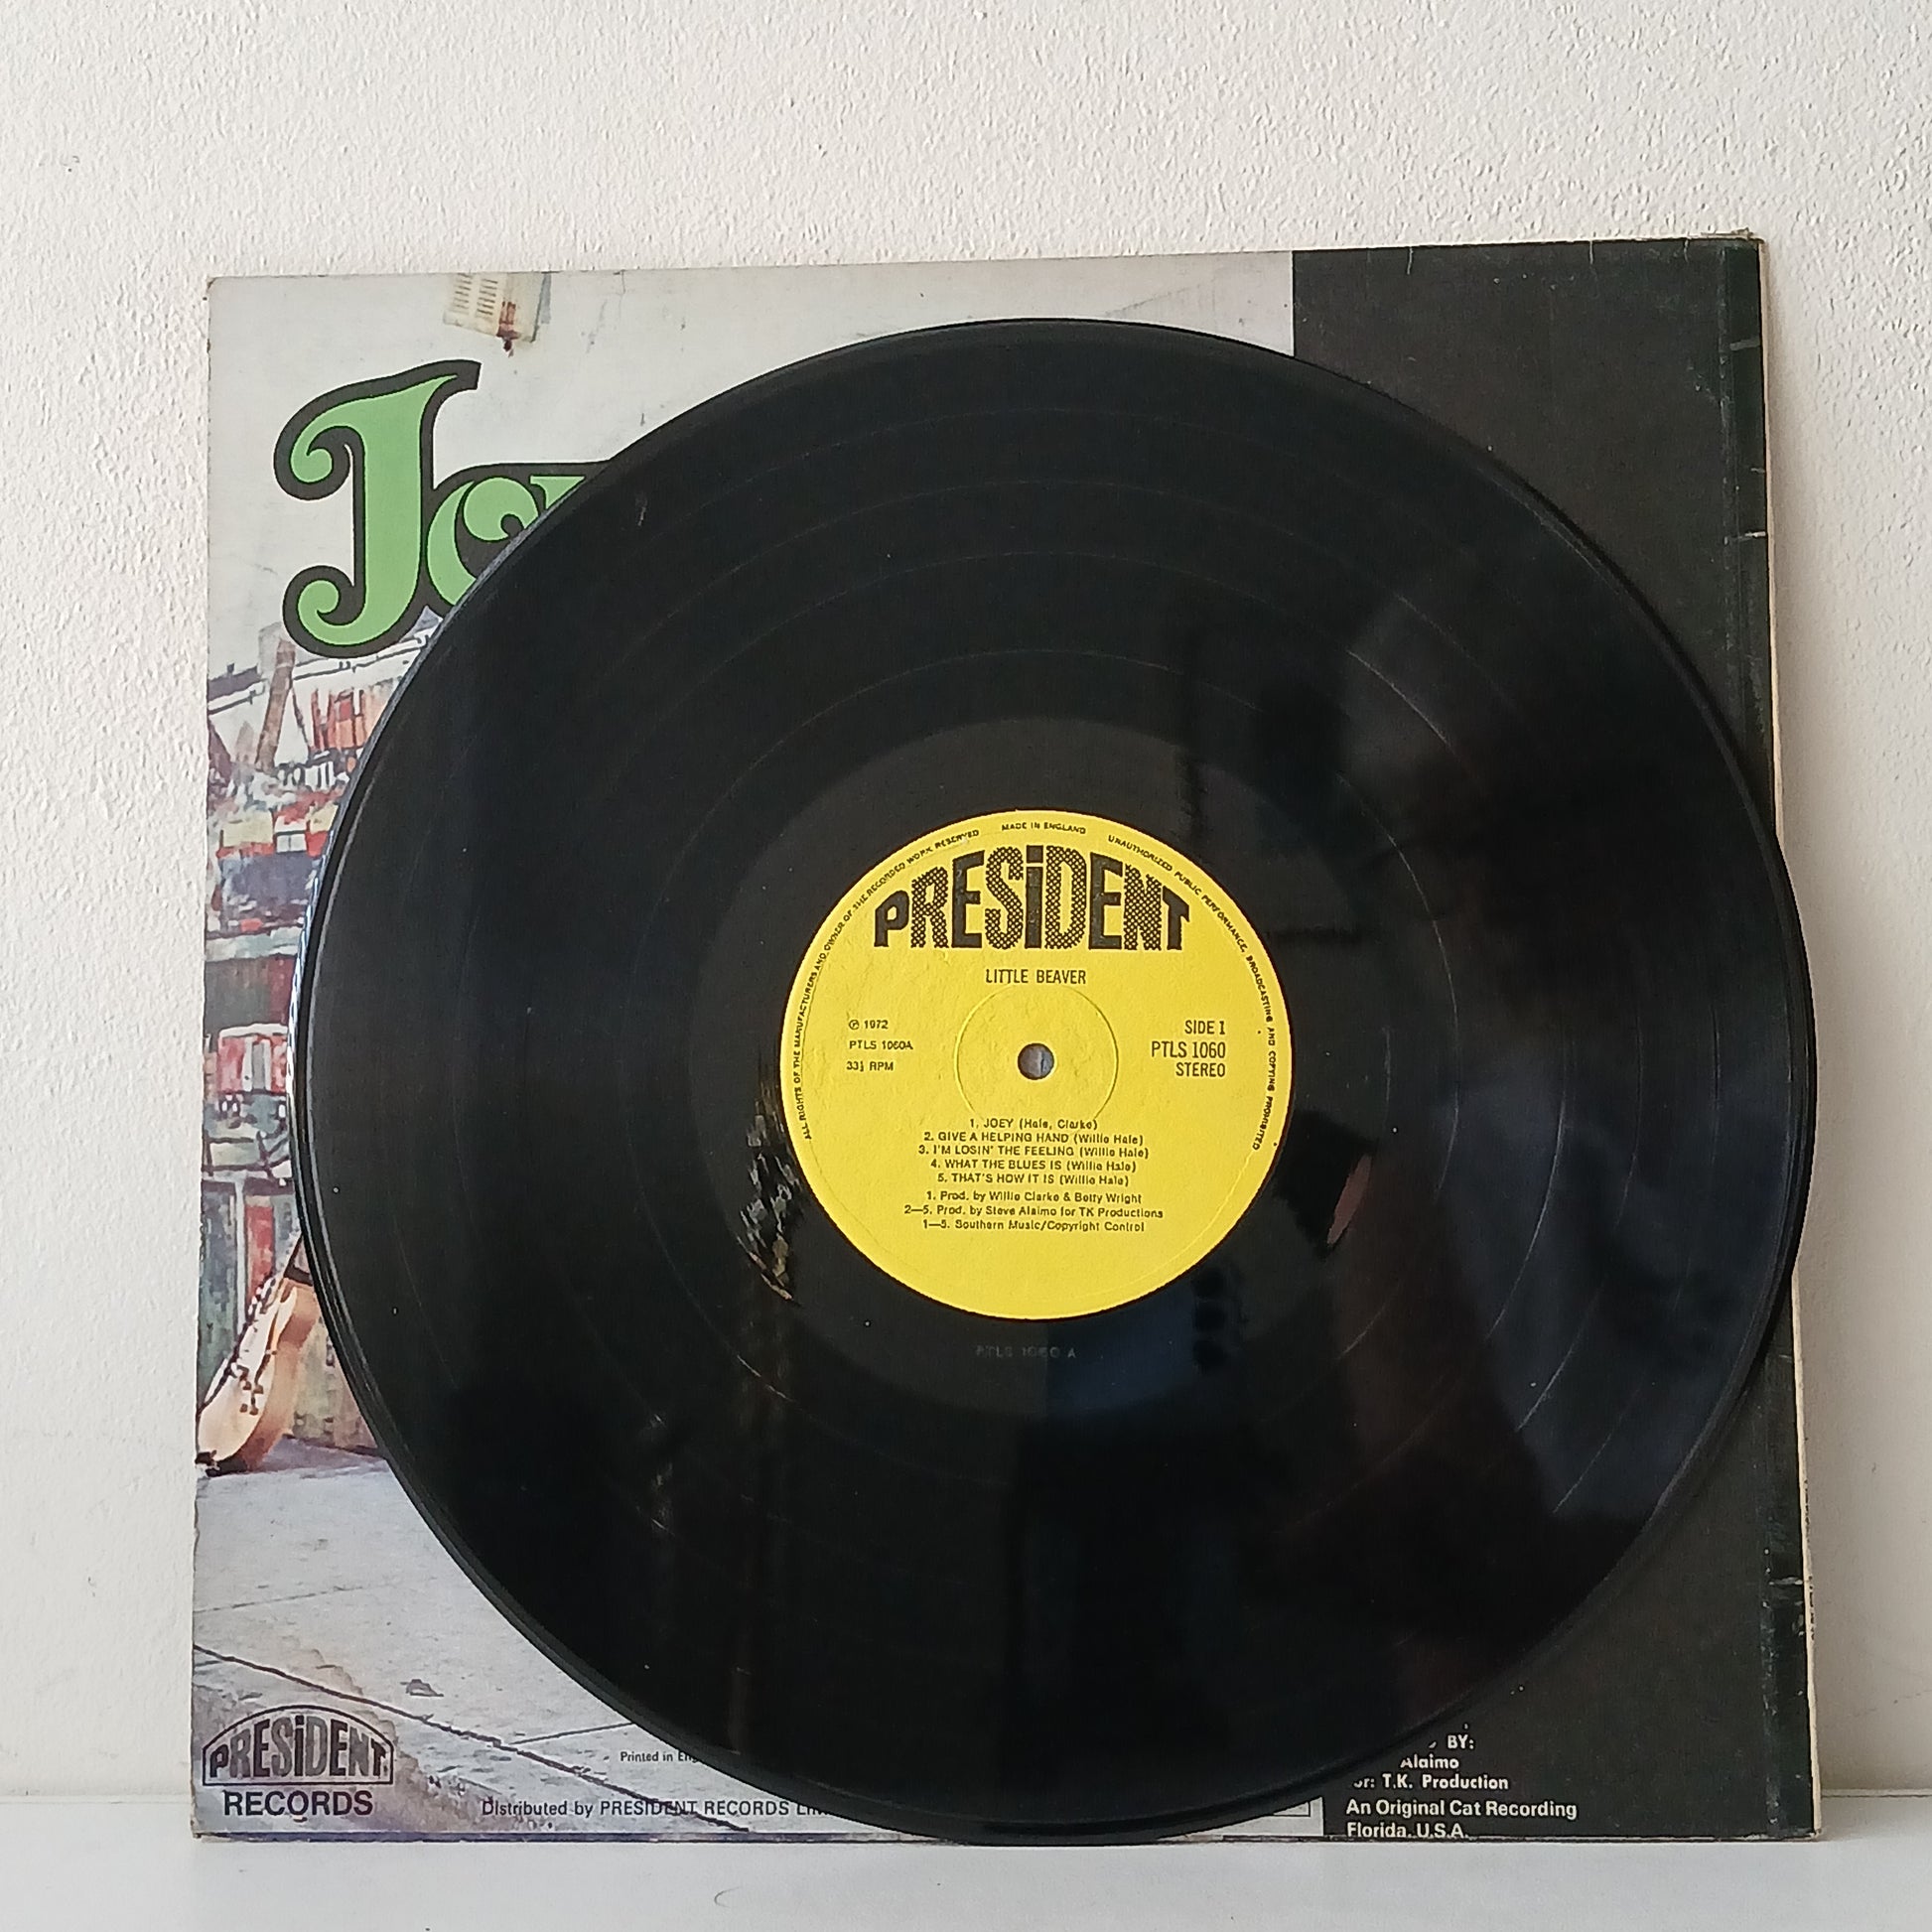 ALL RIGHTS OF THE MANUFACTURERS AND OWNER OF THE RECORDED WORK RESERVED MADE IN ENGLAND UNAUTHORIZED PUBLIC PERFORMANCE, BROADCASTING AND COPYING PROHIBITED
PRESiDENT
LITTLE BEAVER
℗ 1972
PTLS 1060A
33⅓ RPM
SIDE 1
PTLS 1060
STEREO
1. JOEY (Hale, Clarke)
2. GIVE A HELPING HAND (Willie Hale)
3. I'M LOSIN' THE FEELING (Willie Hale)
4. WHAT THE BLUES IS (Willie Hale)
5. THAT'S HOW IT IS (Willie Hale)
1. Prod. by Willie Clarke & Betty Wright
2—5. Prod. by Steve Alaimo for TK Productions
1—5. Southern Music/Copyright Control
PTLS 1060 A
PRESiDENT
RECORDS
Printed in
Distributed by PRESIDENT RECORDS
BY:
Alaimo
T.K. Production
An Original Cat Recording
Florida. U.S.A.